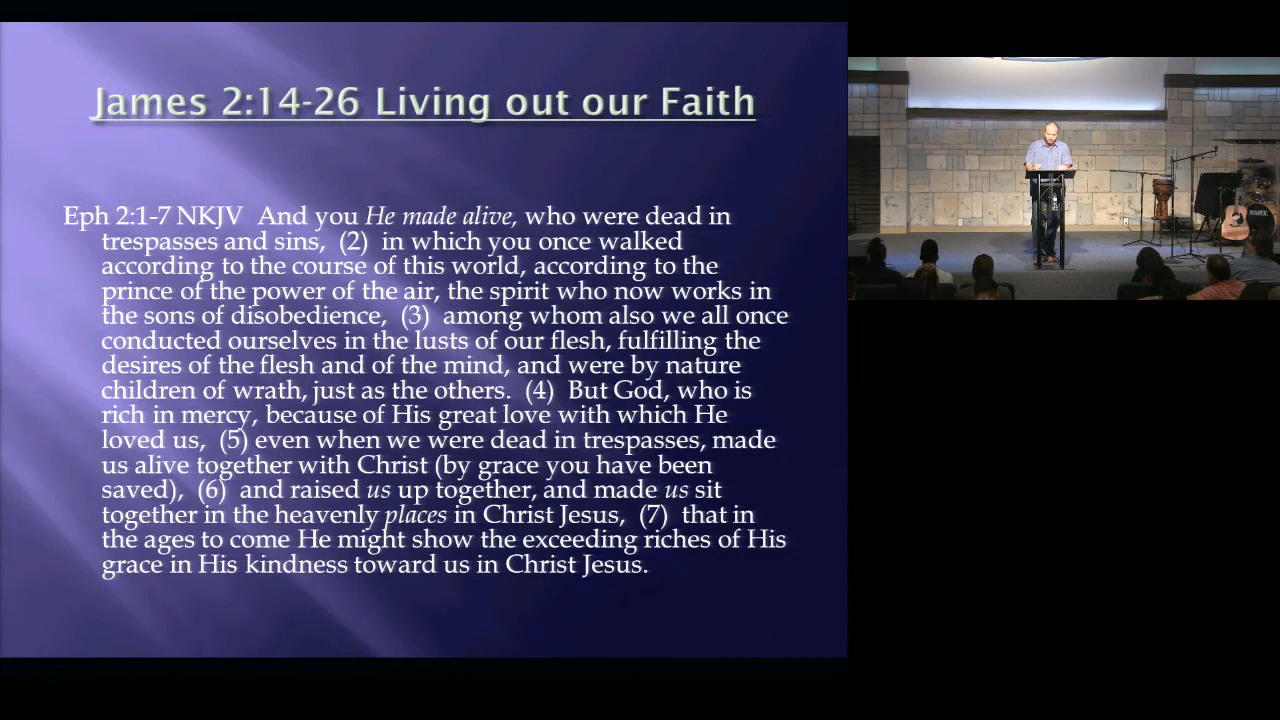 James 2:14-26 Living out our Faith
Eph 2:1-7 NKJV  And you He made alive, who were dead in
trespasses and sins,  (2)  in which you once walked
according to the course of this world, according to the
prince of the power of the air, the spirit who now works in
the sons of disobedience,  (3)  among whom also we all once
conducted ourselves in the lusts of our flesh, fulfilling the
desires of the flesh and of the mind, and were by nature
children of wrath, just as the others.  (4)  But God, who is
rich in mercy, because of His great love with which He
loved us,  (5) even when we were dead in trespasses, made
us alive together with Christ (by grace you have been
saved),  (6)  and raised us up together, and made us sit
together in the heavenly places in Christ Jesus,  (7)  that in
the ages to come He might show the exceeding riches of His
grace in His kindness toward us in Christ Jesus.